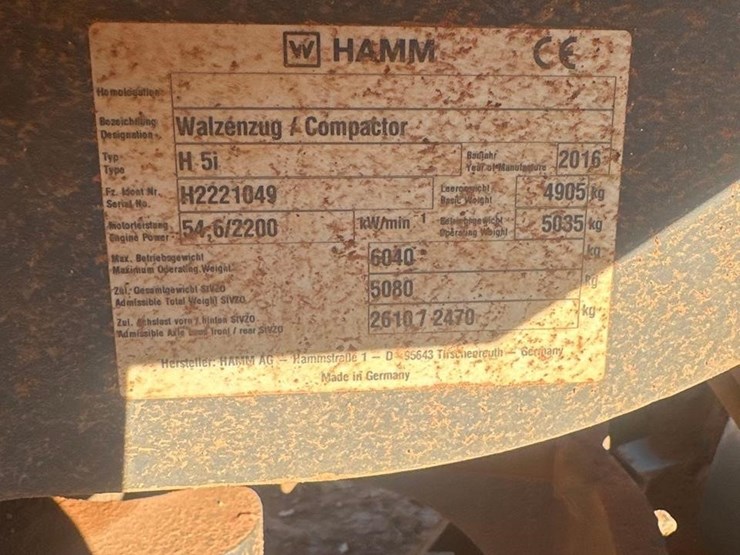 W HAMM CE
Homologation
Bezeichnung
Designation Walzenzug / Compactor
Typ
Type H 5i Baujahr
Year of Manufacture 2016
Fz. Ident Nr.
Serial No. H2221049 Leergewicht
Basic Weight 4905 kg
Motorleistung
Engine Power 54,6/2200 kW/min -1 Betriebsgewicht
Operating Weight 5035 kg
Max. Betriebsgewicht
Maximum Operating Weight 6040 kg
Zul. Gesamtgewicht StVZO
Admissible Total Weight StVZO 5080 kg
Zul. Achslast vorn / hinten StVZO
Admissible Axle Load front / rear StVZO 2610 / 2470 kg
Hersteller: HAMM AG – Hammstraße 1 – D – 95643 Tirschenreuth – Germany
Made in Germany